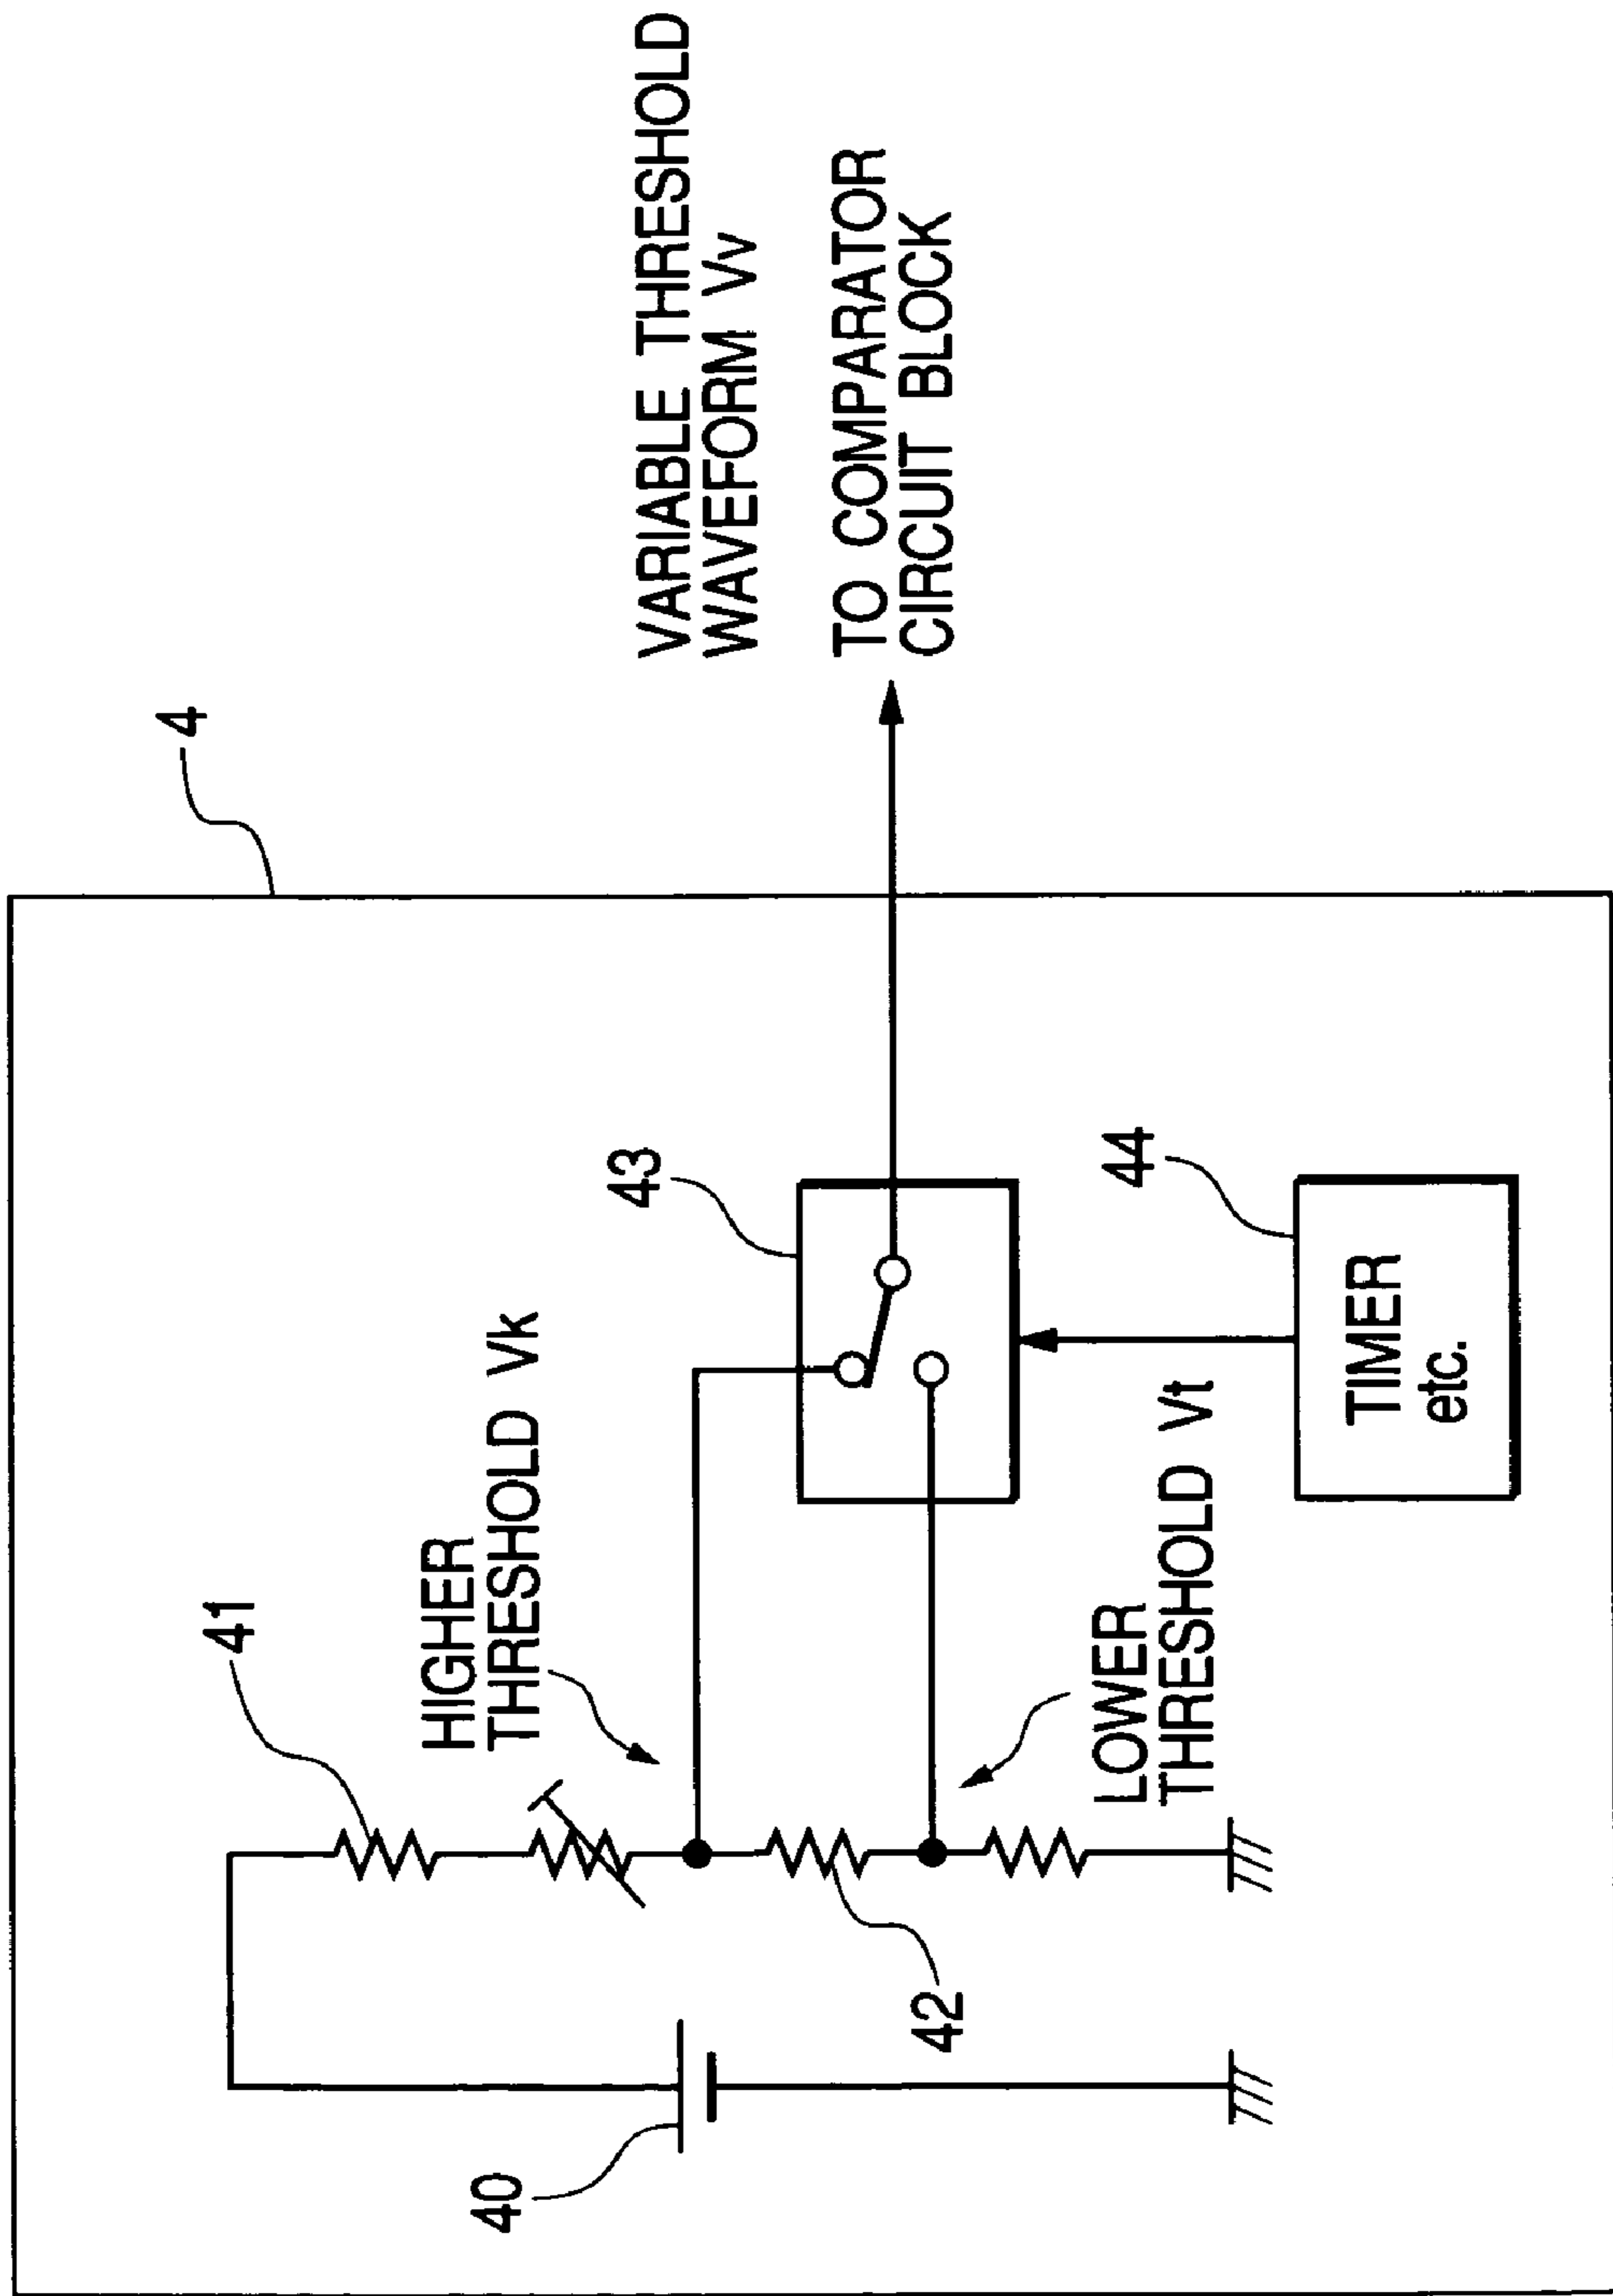 4
VARIABLE THRESHOLD
WAVEFORM Vv
TO COMPARATOR
CIRCUIT BLOCK
41
HIGHER
THRESHOLD Vk
43
40
42
LOWER
THRESHOLD Vt
44
TIMER
etc.